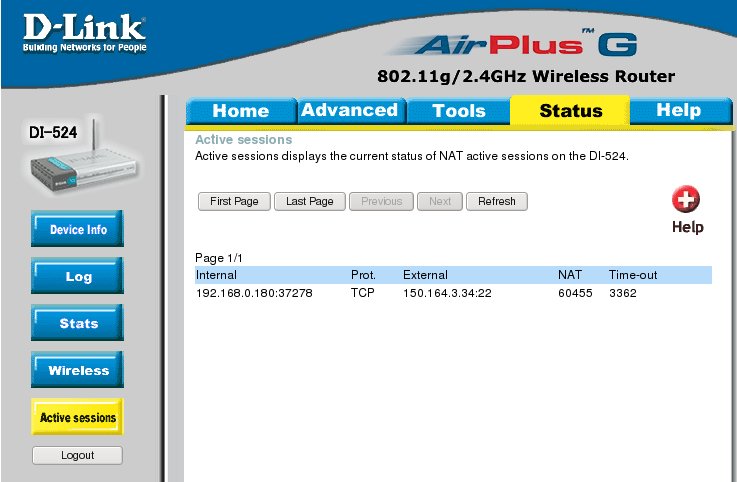 D-Link
Building Networks for People
AirPlus™ G
802.11g/2.4GHz Wireless Router
Home Advanced Tools Status Help
DI-524
D-Link
Active sessions
Active sessions displays the current status of NAT active sessions on the DI-524.
First Page Last Page Previous Next Refresh
Help
Device Info
Log
Stats
Wireless
Active sessions
Logout
Page 1/1
Internal Prot. External NAT Time-out
192.168.0.180:37278 TCP 150.164.3.34:22 60455 3362